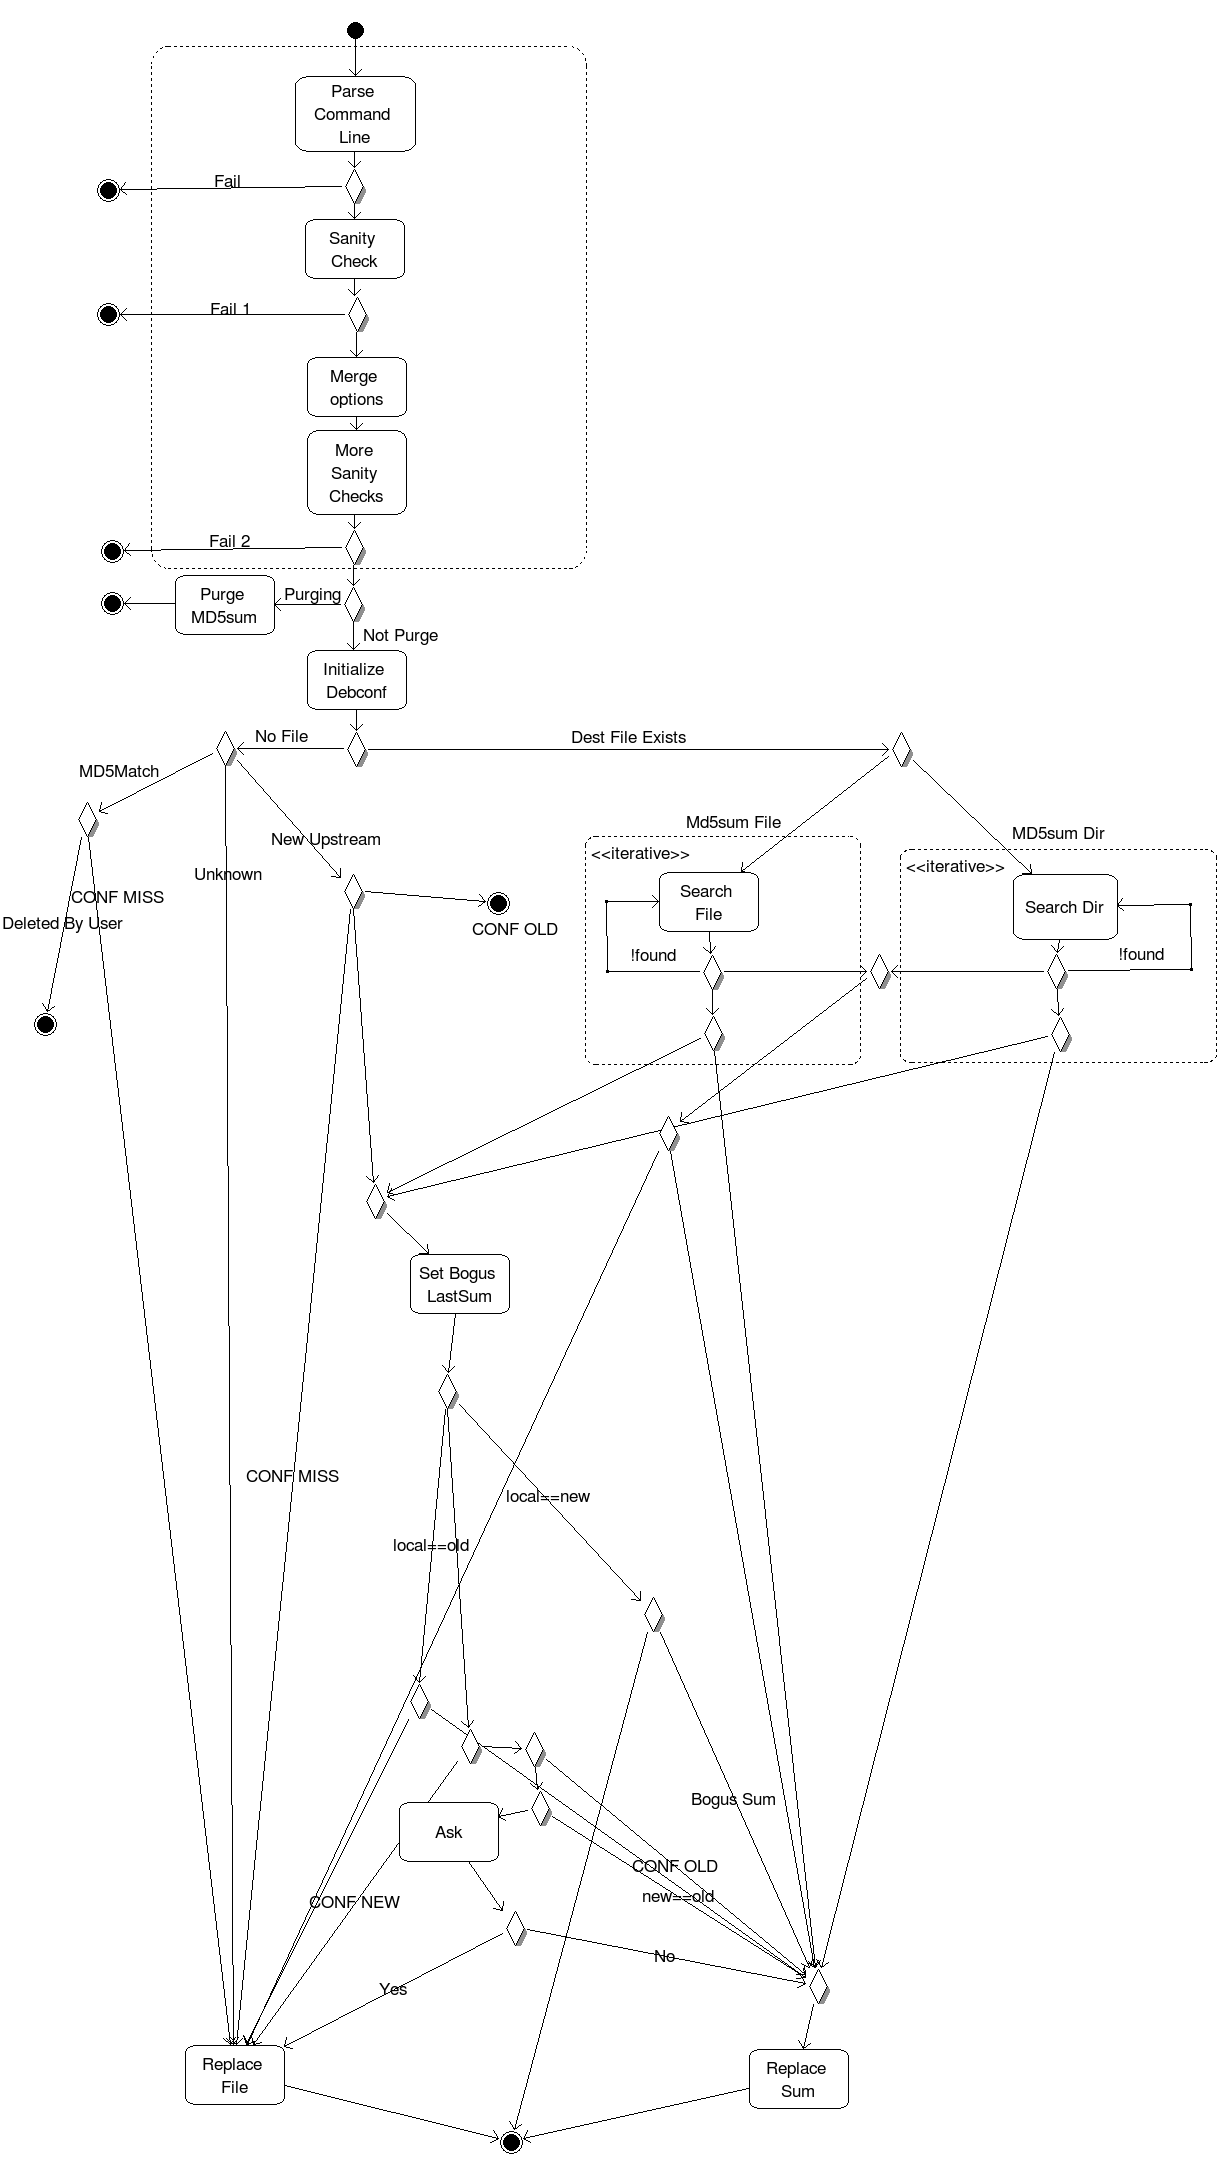 Parse
Command
Line
Fail
Sanity
Check
Fail 1
Merge
options
More
Sanity
Checks
Fail 2
Purge
MD5sum
Purging
Not Purge
Initialize
Debconf
No File
Dest File Exists
MD5Match
New Upstream
Unknown
CONF MISS
Deleted By User
CONF OLD
Md5sum File
MD5sum Dir
<<iterative>>
Search
File
!found
<<iterative>>
Search Dir
!found
Set Bogus
LastSum
CONF MISS
local==new
local==old
Bogus Sum
Ask
CONF OLD
new==old
CONF NEW
No
Yes
Replace
File
Replace
Sum